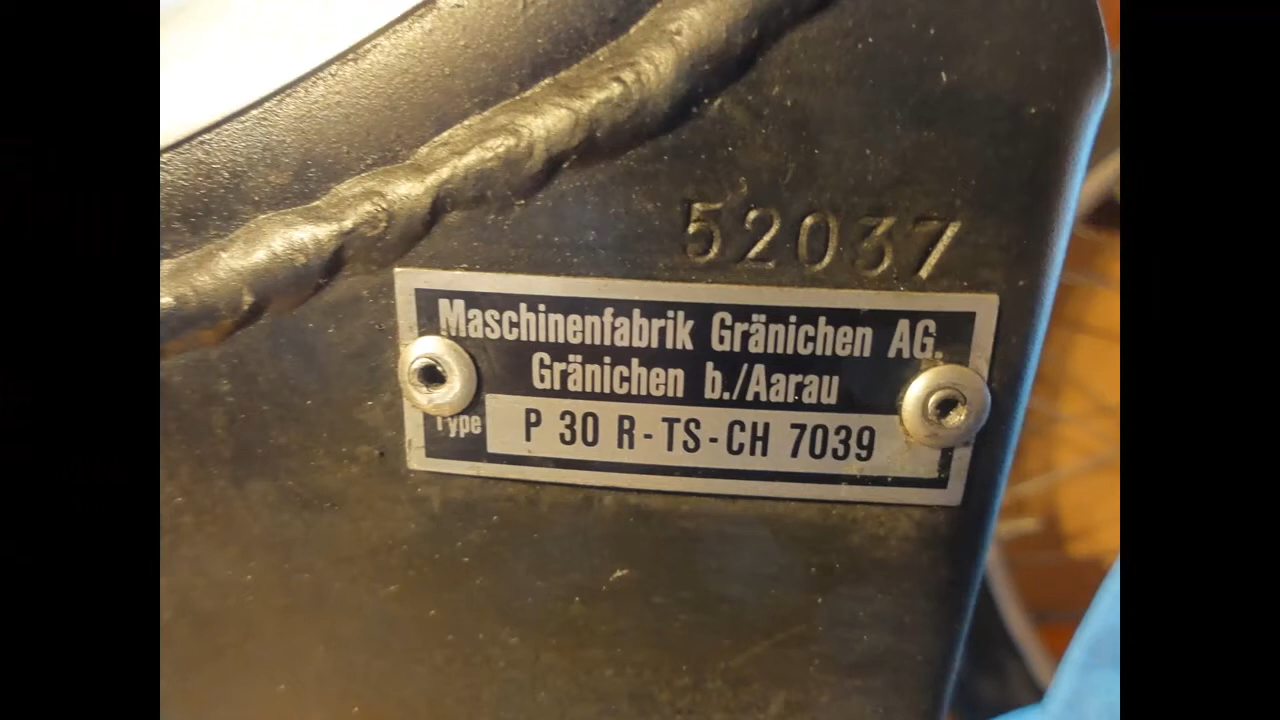 52037
Maschinenfabrik Gränichen AG.
Gränichen b./Aarau
Type P 30 R-TS-CH 7039